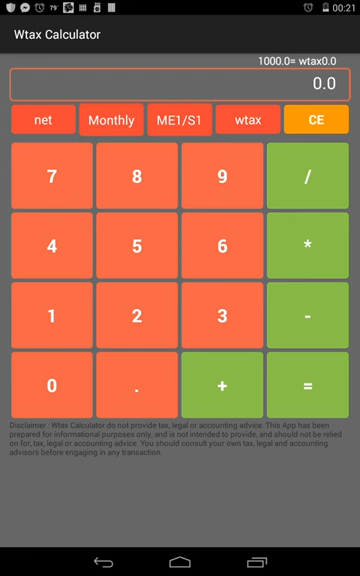 79°
00:21
Wtax Calculator
1000.0= wtax0.0
0.0
net Monthly ME1/S1 wtax CE
7 8 9 /
4 5 6 *
1 2 3 -
0 . + =
Disclaimer : Wtax Calculator do not provide tax, legal or accounting advice. This App has been
prepared for informational purposes only, and is not intended to provide, and should not be relied
on for, tax, legal or accounting advice. You should consult your own tax, legal and accounting
advisors before engaging in any transaction.